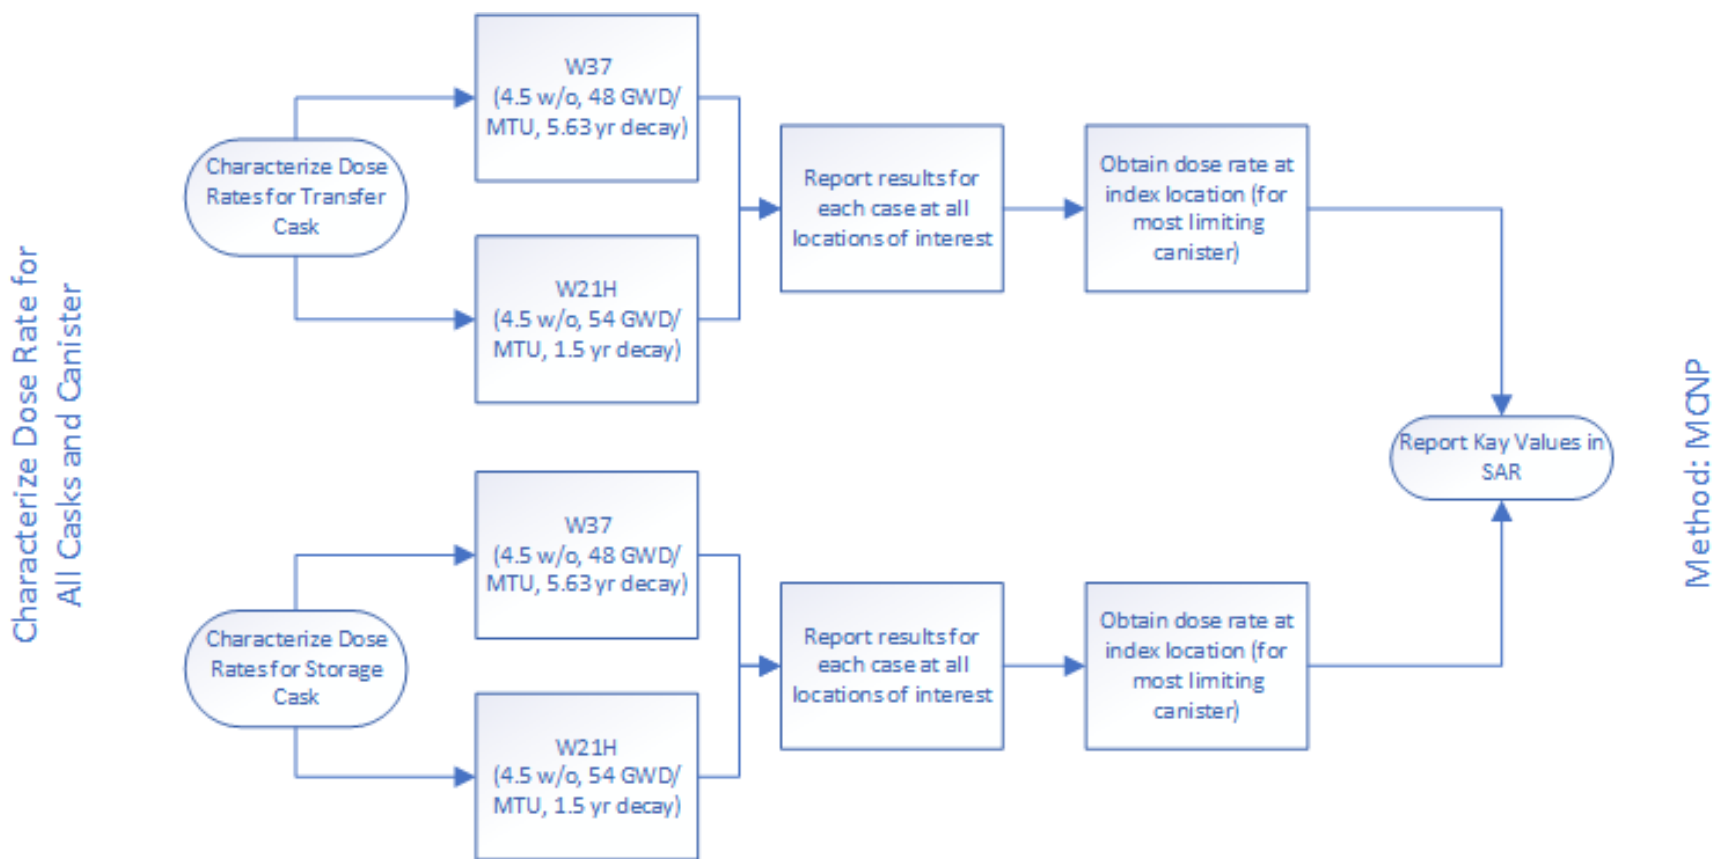 Characterize Dose Rate for
All Casks and Canister
Characterize Dose
Rates for Transfer
Cask
W37
(4.5 w/o, 48 GWD/
MTU, 5.63 yr decay)
W21H
(4.5 w/o, 54 GWD/
MTU, 1.5 yr decay)
Report results for
each case at all
locations of interest
Obtain dose rate at
index location (for
most limiting
canister)
Characterize Dose
Rates for Storage
Cask
W37
(4.5 w/o, 48 GWD/
MTU, 5.63 yr decay)
W21H
(4.5 w/o, 54 GWD/
MTU, 1.5 yr decay)
Report results for
each case at all
locations of interest
Obtain dose rate at
index location (for
most limiting
canister)
Report Kay Values in
SAR
Method: MCNP